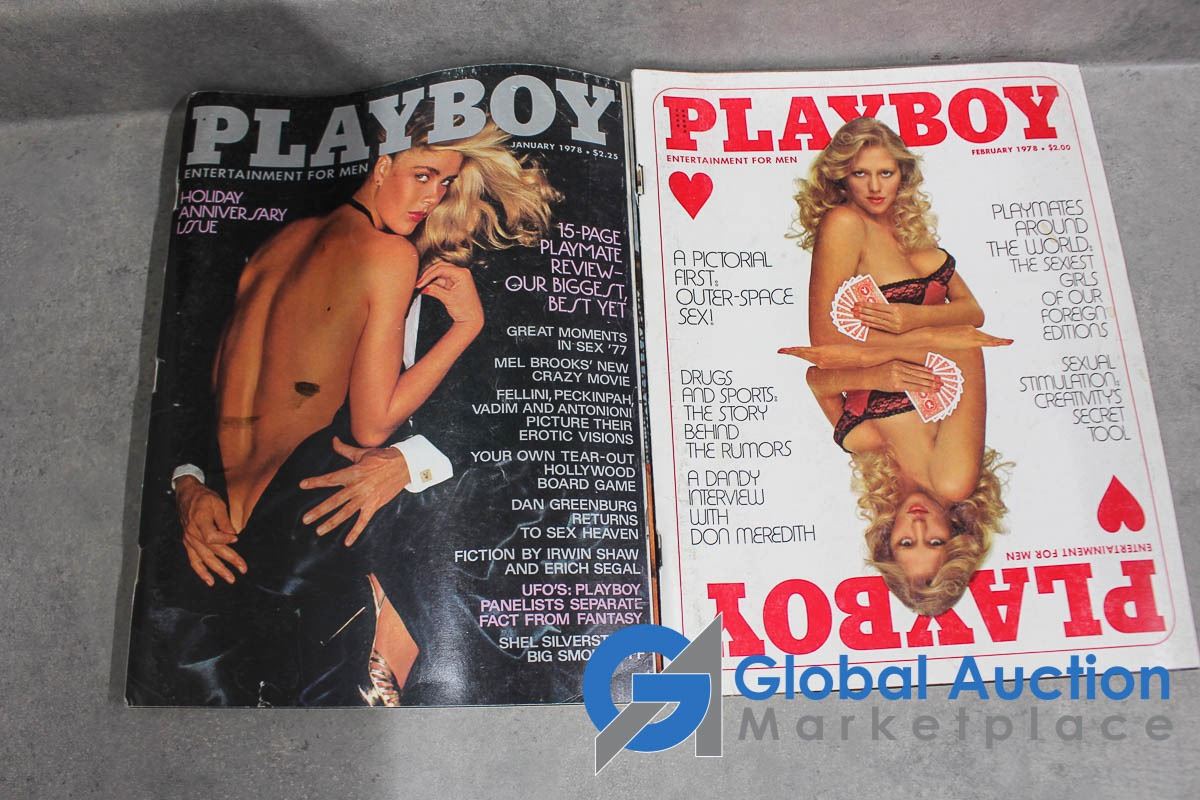 PLAYBOY
JANUARY 1978 • $2.25
ENTERTAINMENT FOR MEN
HOLIDAY
ANNIVERSARY
ISSUE
15-PAGE
PLAYMATE
REVIEW—
OUR BIGGEST,
BEST YET
GREAT MOMENTS
IN SEX '77
MEL BROOKS' NEW
CRAZY MOVIE
FELLINI, PECKINPAH,
VADIM AND ANTONIONI
PICTURE THEIR
EROTIC VISIONS
YOUR OWN TEAR-OUT
HOLLYWOOD
BOARD GAME
DAN GREENBURG
RETURNS
TO SEX HEAVEN
FICTION BY IRWIN SHAW
AND ERICH SEGAL
UFO'S: PLAYBOY
PANELISTS SEPARATE
FACT FROM FANTASY
SHEL
BIG
PLAYBOY
ENTERTAINMENT FOR MEN
FEBRUARY 1978 • $2.00
A PICTORIAL
FIRST:
OUTER-SPACE
SEX!
DRUGS
AND SPORTS:
THE STORY
BEHIND
THE RUMORS
A DANDY
INTERVIEW
WITH
DON MEREDITH
PLAYMATES
AROUND
THE WORLD:
THE SEXIEST
GIRLS
OF OUR
FOREIGN
EDITIONS
SEXUAL
STIMULATION:
CREATIVITY'S
SECRET
TOOL
ENTERTAINMENT FOR MEN
PLAYBOY
Global Auction
Marketplace